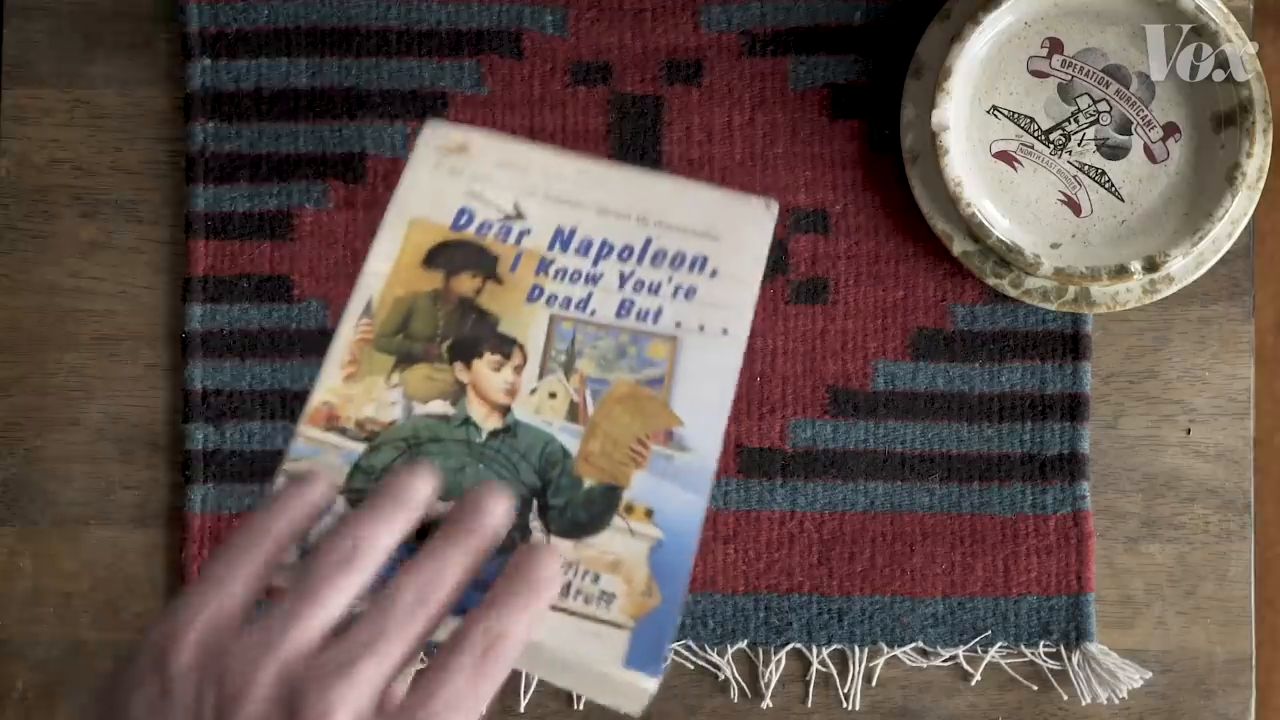 Vox
OPERATION HURRICANE
NORTHEAST BORDER
Dear Napoleon,
I Know You're
Dead, But . . .